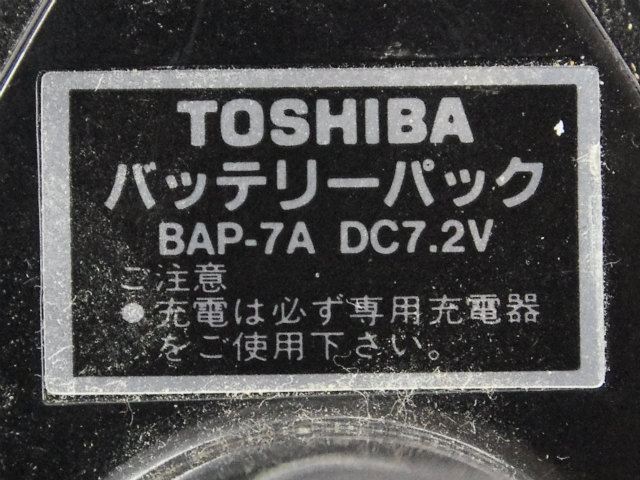 TOSHIBA
バッテリーパック
BAP-7A DC7.2V
ご注意
●充電は必ず専用充電器
をご使用下さい。